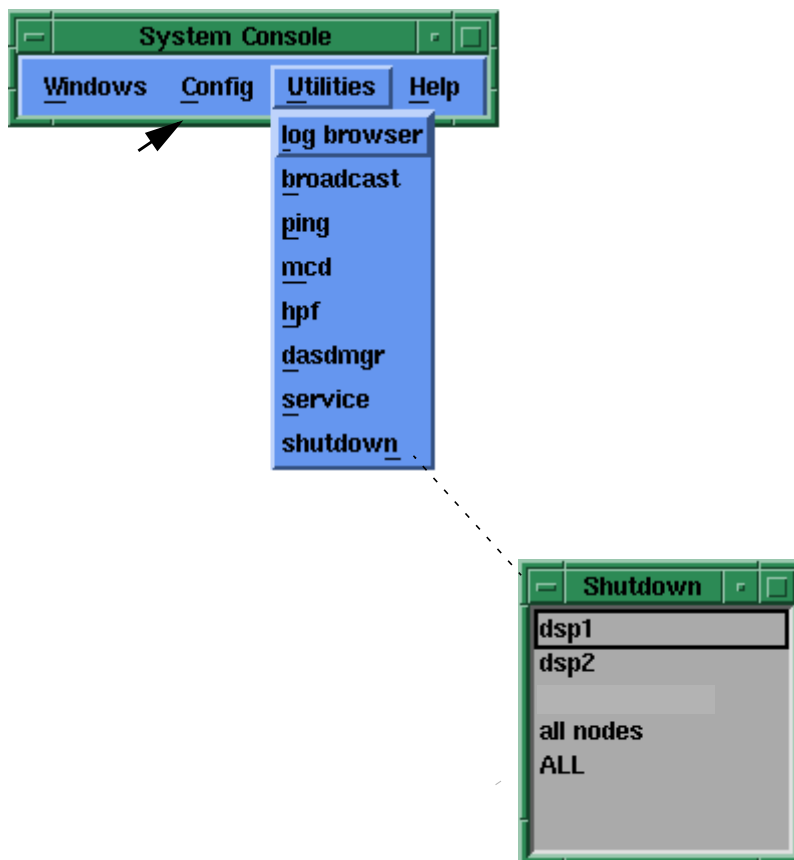 System Console
Windows Config Utilities Help
log browser
broadcast
ping
mcd
hpf
dasdmgr
service
shutdown
Shutdown
dsp1
dsp2
all nodes
ALL